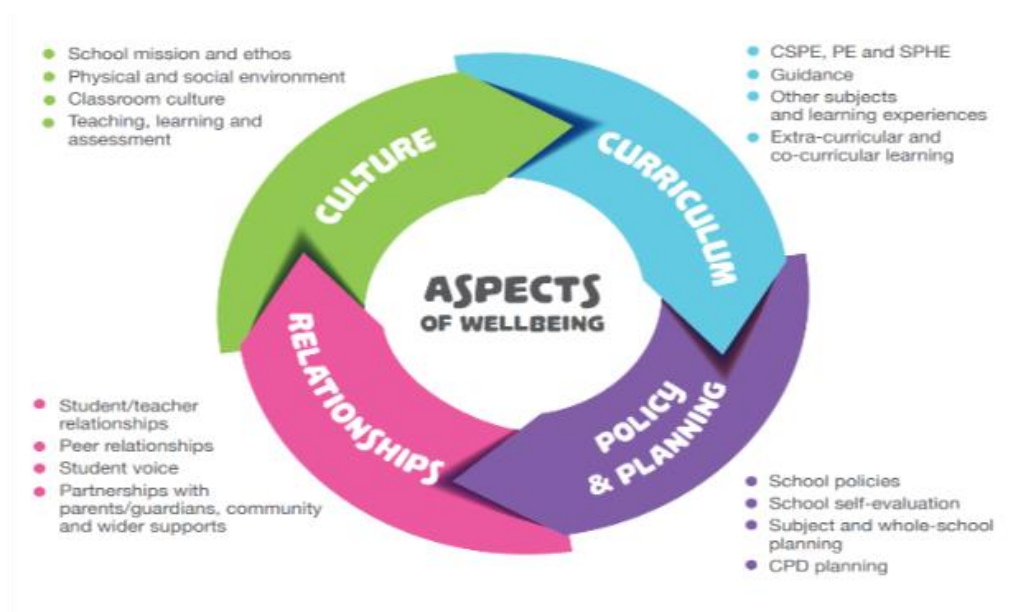 School mission and ethos
Physical and social environment
Classroom culture
Teaching, learning and
assessment
CULTURE
CSPE, PE and SPHE
Guidance
Other subjects
and learning experiences
Extra-curricular and
co-curricular learning
CURRICULUM
ASPECTS
OF WELLBEING
RELATIONSHIPS
Student/teacher
relationships
Peer relationships
Student voice
Partnerships with
parents/guardians, community
and wider supports
POLICY
& PLANNING
School policies
School self-evaluation
Subject and whole-school
planning
CPD planning